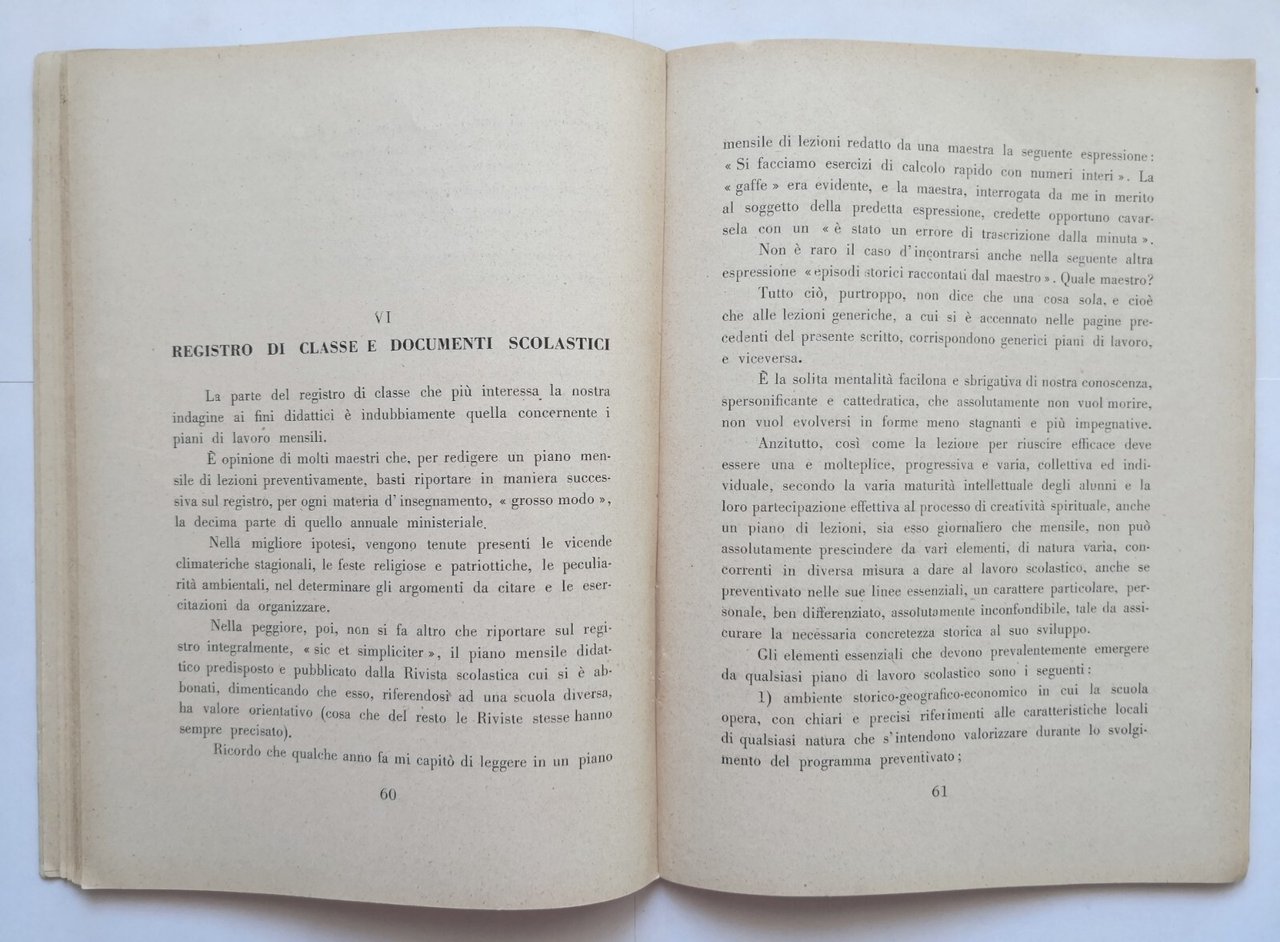 VI
REGISTRO DI CLASSE E DOCUMENTI SCOLASTICI
La parte del registro di classe che più interessa la nostra
indagine ai fini didattici è indubbiamente quella concernente i
piani di lavoro mensili.
È opinione di molti maestri che, per redigere un piano men-
sile di lezioni preventivamente, basti riportare in maniera succes-
siva sul registro, per ogni materia d'insegnamento, « grosso modo »,
la decima parte di quello annuale ministeriale.
Nella migliore ipotesi, vengono tenute presenti le vicende
climateriche stagionali, le feste religiose e patriottiche, le peculia-
rità ambientali, nel determinare gli argomenti da citare e le eser-
citazioni da organizzare.
Nella peggiore, poi, non si fa altro che riportare sul regi-
stro integralmente, « sic et simpliciter », il piano mensile didat-
tico predisposto e pubblicato dalla Rivista scolastica cui si è ab-
bonati, dimenticando che esso, riferendosi ad una scuola diversa,
ha valore orientativo (cosa che del resto le Riviste stesse hanno
sempre precisato).
Ricordo che qualche anno fa mi capitò di leggere in un piano
60
mensile di lezioni redatto da una maestra la seguente espressione:
« Si facciamo esercizi di calcolo rapido con numeri interi ». La
« gaffe » era evidente, e la maestra, interrogata da me in merito
al soggetto della predetta espressione, credette opportuno cavar-
sela con un « è stato un errore di trascrizione dalla minuta ».
Non è raro il caso d'incontrarsi anche nella seguente altra
espressione « episodi storici raccontati dal maestro ». Quale maestro?
Tutto ciò, purtroppo, non dice che una cosa sola, e cioè
che alle lezioni generiche, a cui si è accennato nelle pagine pre-
cedenti del presente scritto, corrispondono generici piani di lavoro,
e viceversa.
È la solita mentalità facilona e sbrigativa di nostra conoscenza,
spersonificante e cattedratica, che assolutamente non vuol morire,
non vuol evolversi in forme meno stagnanti e più impegnative.
Anzitutto, così come la lezione per riuscire efficace deve
essere una e molteplice, progressiva e varia, collettiva ed indi-
viduale, secondo la varia maturità intellettuale degli alunni e la
loro partecipazione effettiva al processo di creatività spirituale, anche
un piano di lezioni, sia esso giornaliero che mensile, non può
assolutamente prescindere da vari elementi, di natura varia, con-
correnti in diversa misura a dare al lavoro scolastico, anche se
preventivato nelle sue linee essenziali, un carattere particolare, per-
sonale, ben differenziato, assolutamente inconfondibile, tale da assi-
curare la necessaria concretezza storica al suo sviluppo.
Gli elementi essenziali che devono prevalentemente emergere
da qualsiasi piano di lavoro scolastico sono i seguenti :
1) ambiente storico-geografico-economico in cui la scuola
opera, con chiari e precisi riferimenti alle caratteristiche locali
di qualsiasi natura che s'intendono valorizzare durante lo svolgi-
mento del programma preventivato ;
61